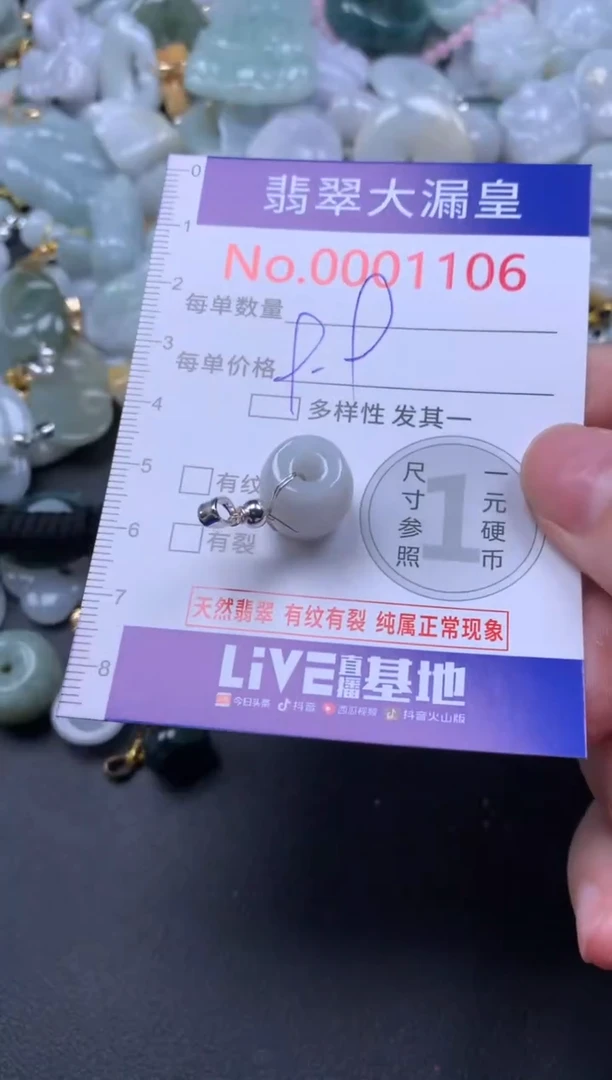 翡翠大漏皇
No.0001106
每单数量
每单价格
多样性 发其一
有纹
有裂
尺寸参照
1
一元硬币
天然翡翠 有纹有裂 纯属正常现象
LiVE直播基地
今日头条 抖音 西瓜视频 抖音火山版
0
1
2
3
4
5
6
7
8